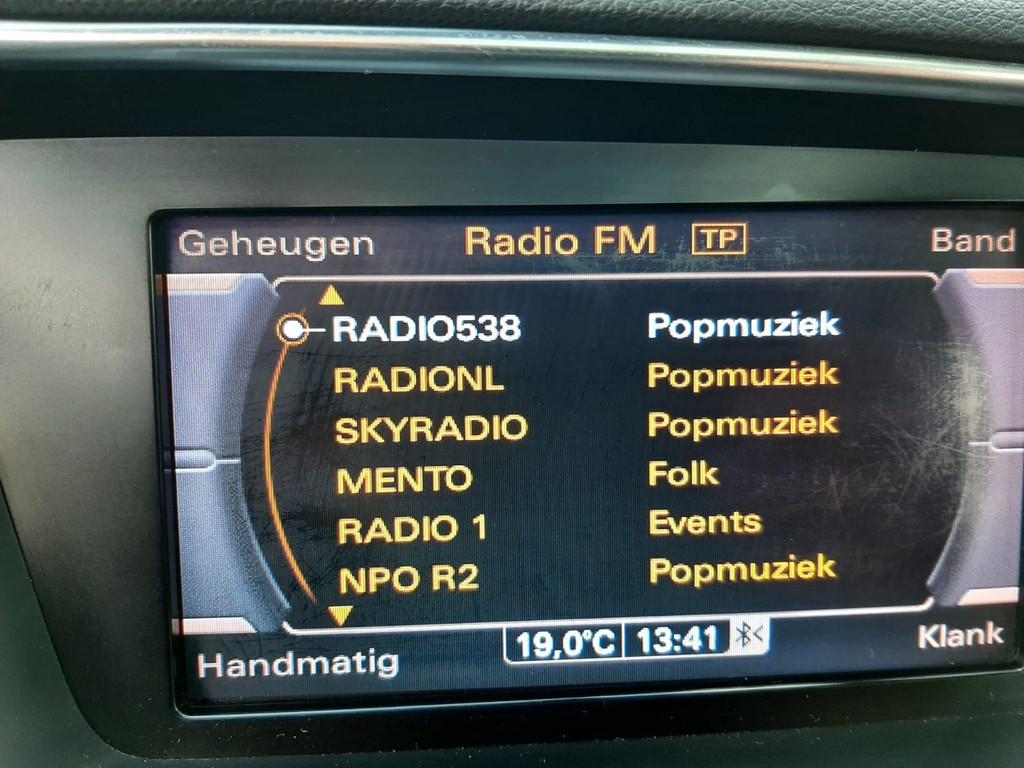 Geheugen Radio FM TP Band
RADIO538 Popmuziek
RADIONL Popmuziek
SKYRADIO Popmuziek
MENTO Folk
RADIO 1 Events
NPO R2 Popmuziek
Handmatig 19,0°C 13:41 Klank